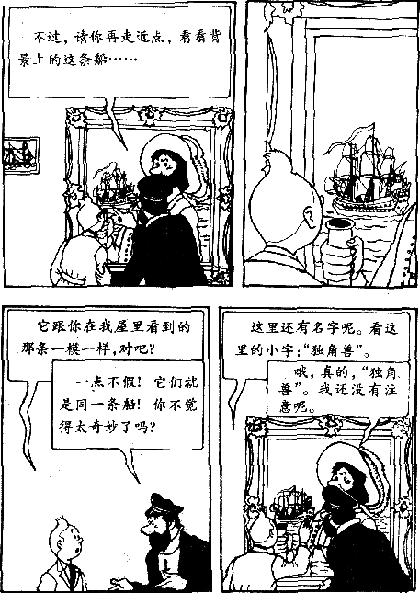 不过，请你再走近点，看看背
景上的这条船……
它跟你在我屋里看到的
那条一模一样，对吧？
一点不假！它们就
是同一条船！你不觉
得太奇妙了吗？
这里还有名字呢。看这
里的小字：“独角兽”。
哦，真的，“独角
兽”。我还没有注
意呢。